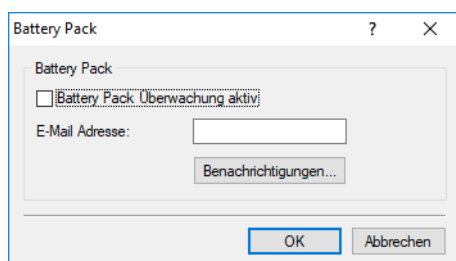 Battery Pack ?
Battery Pack
Battery Pack Überwachung aktiv
E-Mail Adresse:
Benachrichtigungen...
OK Abbrechen